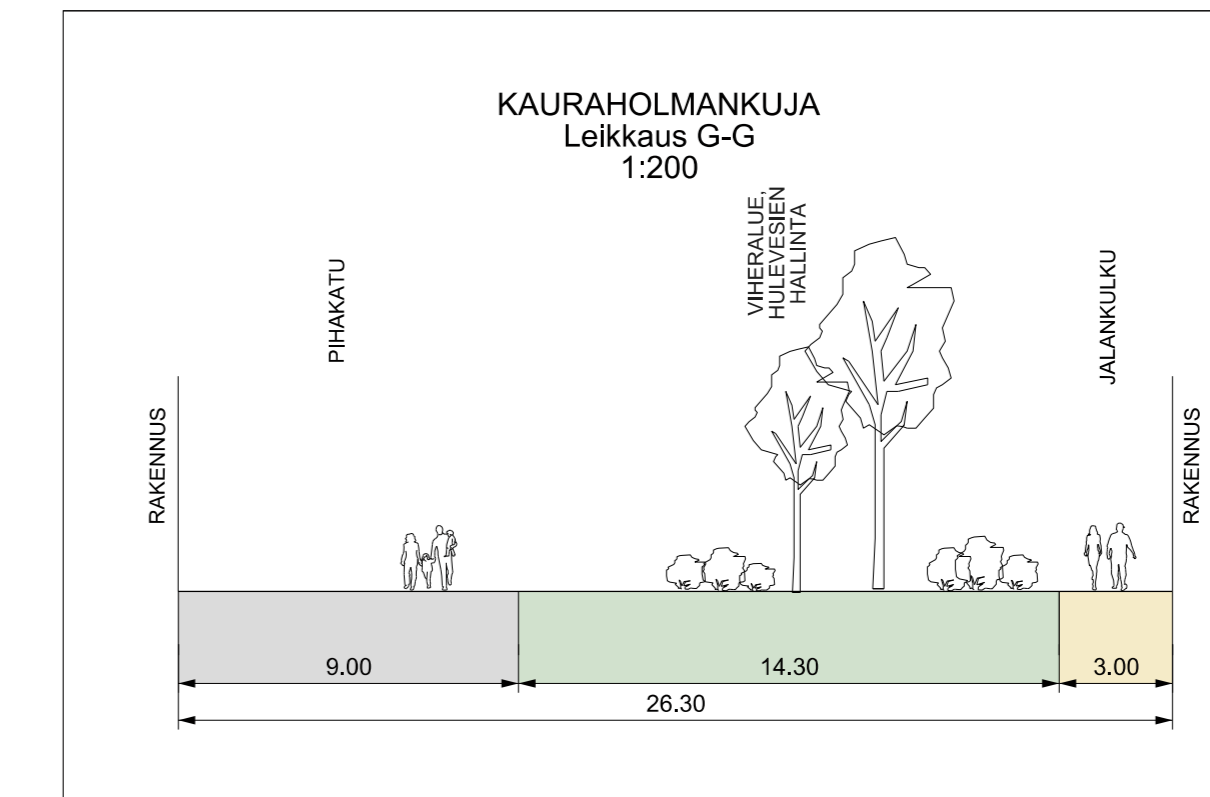 KAURAHOLMANKUJA
Leikkaus G-G
1:200
RAKENNUS
PIHAKATU
VIHERALUE,
HULEVESIEN
HALLINTA
JALANKULKU
RAKENNUS
9.00
14.30
3.00
26.30